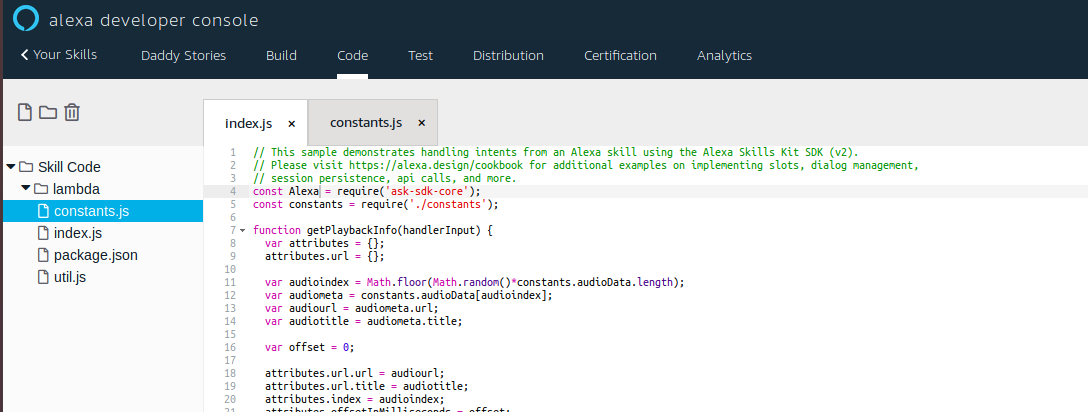 alexa developer console
Your Skills Daddy Stories Build Code Test Distribution Certification Analytics
index.js × constants.js ×
Skill Code
lambda
constants.js
index.js
package.json
util.js
1 // This sample demonstrates handling intents from an Alexa skill using the Alexa Skills Kit SDK (v2).
2 // Please visit https://alexa.design/cookbook for additional examples on implementing slots, dialog management,
3 // session persistence, api calls, and more.
4 const Alexa = require('ask-sdk-core');
5 const constants = require('./constants');
6
7 function getPlaybackInfo(handlerInput) {
8 var attributes = {};
9 attributes.url = {};
10
11 var audioindex = Math.floor(Math.random()*constants.audioData.length);
12 var audiometa = constants.audioData[audioindex];
13 var audiourl = audiometa.url;
14 var audiotitle = audiometa.title;
15
16 var offset = 0;
17
18 attributes.url.url = audiourl;
19 attributes.url.title = audiotitle;
20 attributes.index = audioindex;
21 attributes.offsetInMilliseconds = offset;